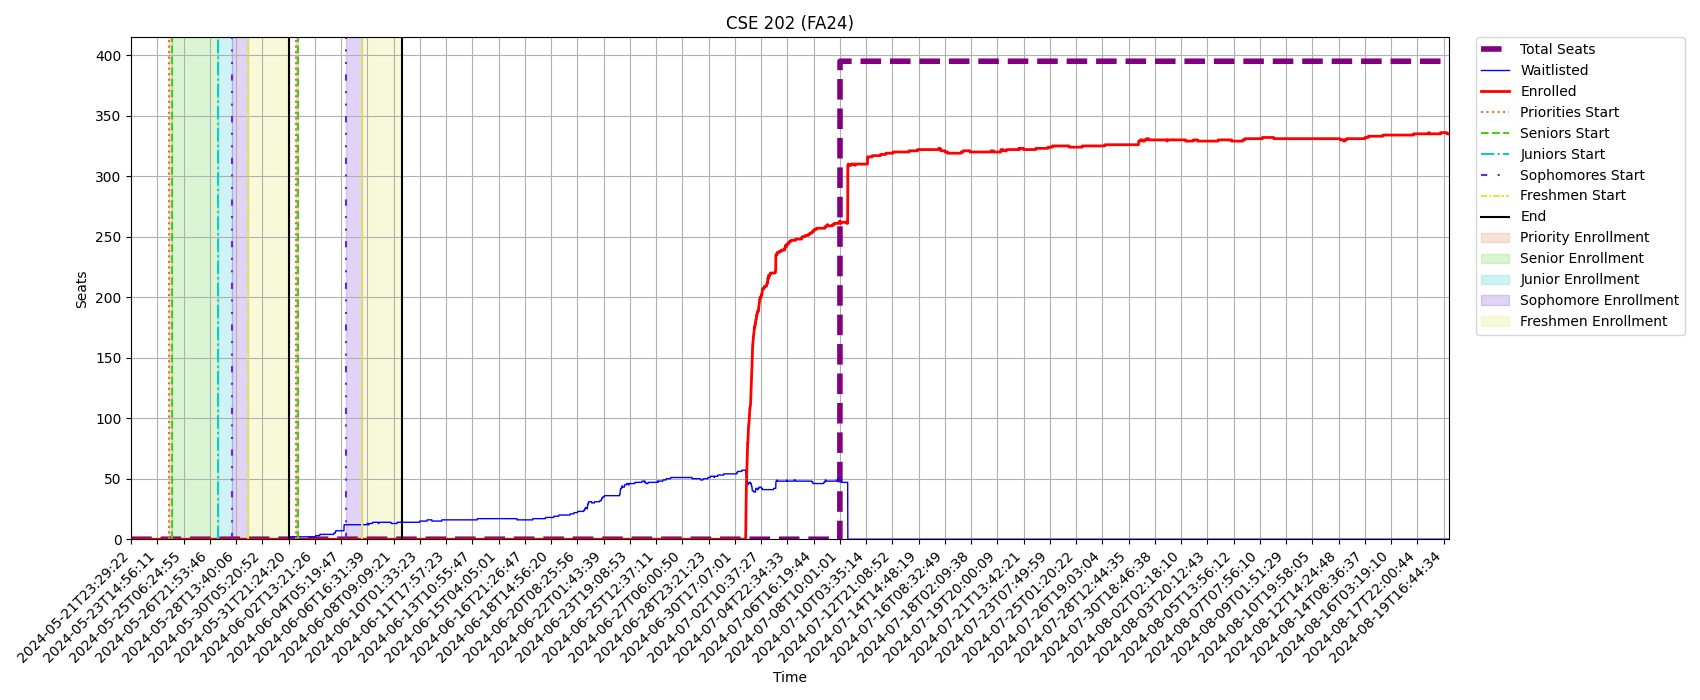 CSE 202 (FA24)
Seats
400
350
300
250
200
150
100
50
0
2024-05-21T23:29:22
2024-05-23T14:56:11
2024-05-25T06:24:55
2024-05-26T21:53:46
2024-05-28T13:40:06
2024-05-30T05:20:52
2024-05-31T21:24:20
2024-06-02T13:21:26
2024-06-04T05:19:47
2024-06-06T16:31:39
2024-06-08T09:09:21
2024-06-10T01:33:23
2024-06-11T17:57:23
2024-06-13T10:55:47
2024-06-15T04:05:01
2024-06-16T21:26:47
2024-06-18T14:56:20
2024-06-20T08:25:56
2024-06-22T01:43:39
2024-06-23T19:08:53
2024-06-25T12:37:11
2024-06-27T06:00:50
2024-06-28T23:21:23
2024-06-30T17:07:01
2024-07-02T10:37:27
2024-07-04T22:34:33
2024-07-06T16:19:44
2024-07-08T10:01:01
2024-07-10T03:35:14
2024-07-12T21:08:52
2024-07-14T14:48:19
2024-07-16T08:32:49
2024-07-18T02:09:38
2024-07-19T20:00:09
2024-07-21T13:42:21
2024-07-23T07:49:59
2024-07-25T01:20:22
2024-07-26T19:03:04
2024-07-28T12:44:35
2024-07-30T18:46:38
2024-08-02T02:18:10
2024-08-03T20:12:43
2024-08-05T13:56:12
2024-08-07T07:56:10
2024-08-09T01:51:29
2024-08-10T19:58:05
2024-08-12T14:24:48
2024-08-14T08:36:37
2024-08-16T03:19:10
2024-08-17T22:00:44
2024-08-19T16:44:34
Time
Total Seats
Waitlisted
Enrolled
Priorities Start
Seniors Start
Juniors Start
Sophomores Start
Freshmen Start
End
Priority Enrollment
Senior Enrollment
Junior Enrollment
Sophomore Enrollment
Freshmen Enrollment